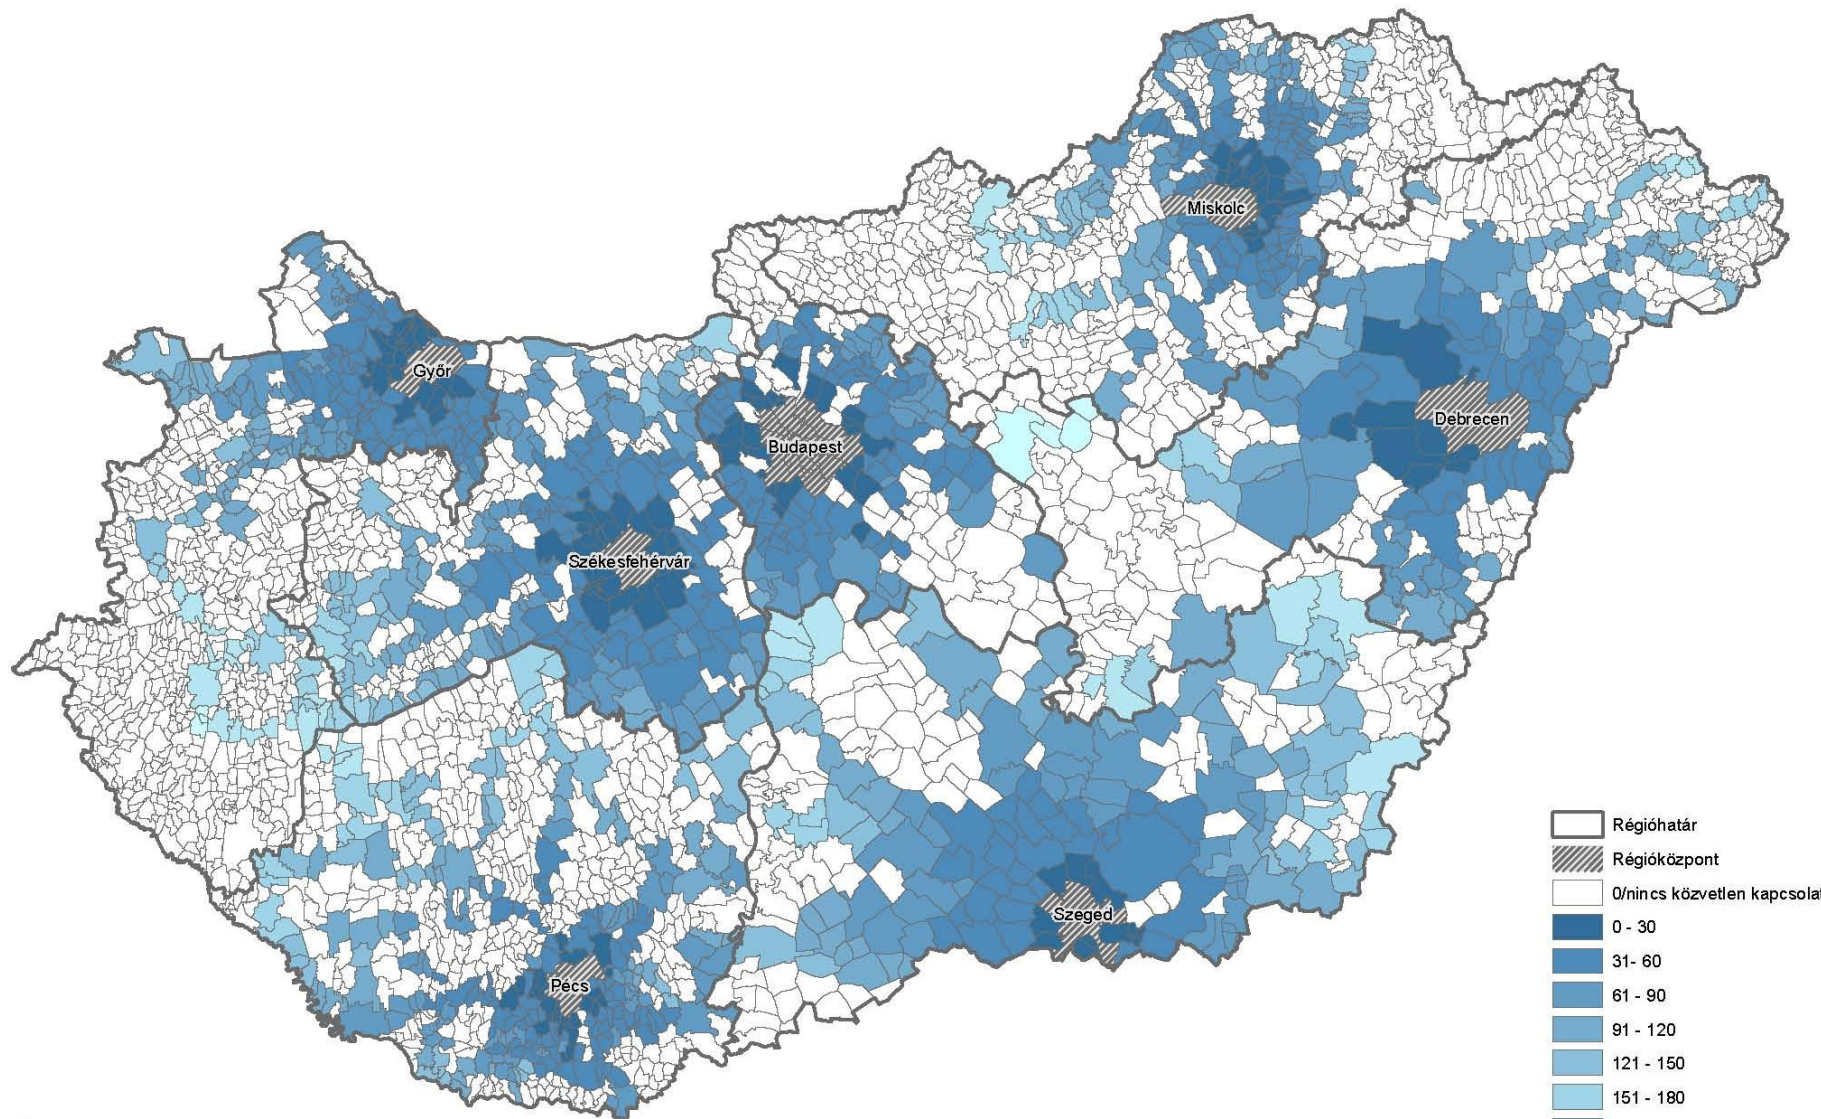 Miskolc
Győr
Debrecen
Budapest
Székesfehérvár
Szeged
Pécs
Régióhatár
Régióközpont
0/nincs közvetlen kapcsolat
0 - 30
31- 60
61 - 90
91 - 120
121 - 150
151 - 180